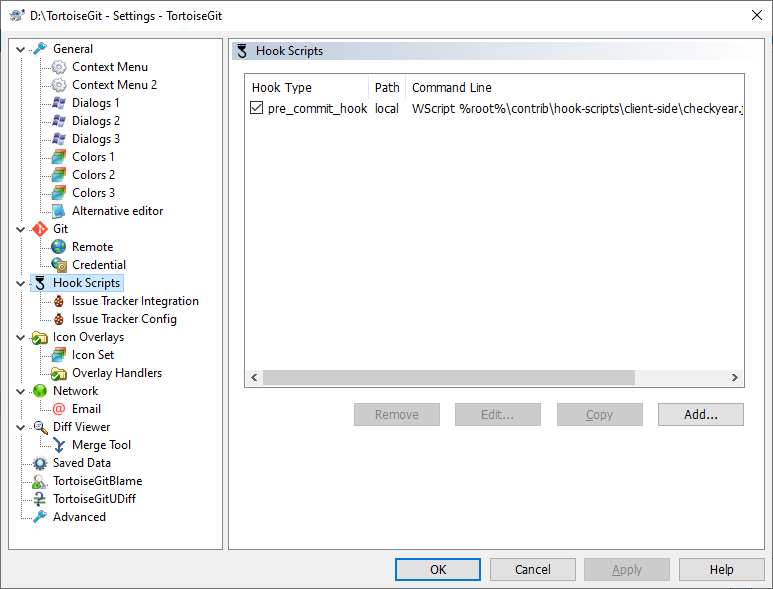 D:\TortoiseGit - Settings - TortoiseGit
General
Context Menu
Context Menu 2
Dialogs 1
Dialogs 2
Dialogs 3
Colors 1
Colors 2
Colors 3
Alternative editor
Git
Remote
Credential
Hook Scripts
Issue Tracker Integration
Issue Tracker Config
Icon Overlays
Icon Set
Overlay Handlers
Network
Email
Diff Viewer
Merge Tool
Saved Data
TortoiseGitBlame
TortoiseGitUDiff
Advanced
Hook Scripts
Hook Type Path Command Line
pre_commit_hook local WScript %root%\contrib\hook-scripts\client-side\checkyear.j
Remove Edit... Copy Add...
OK Cancel Apply Help